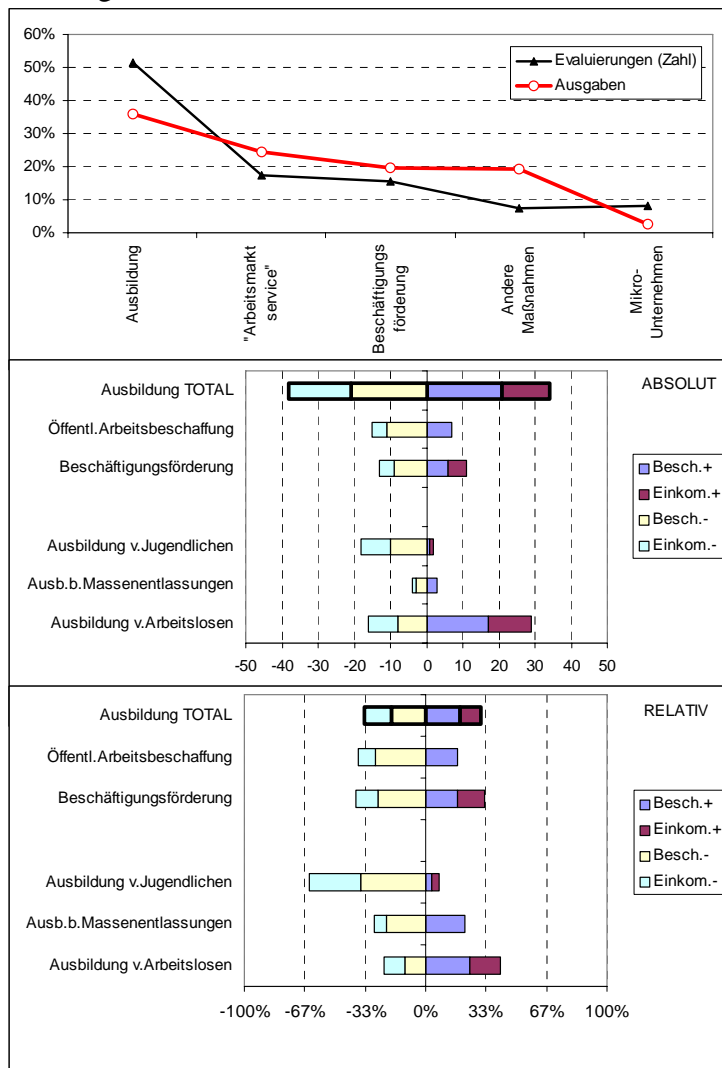 60%
50%
40%
30%
20%
10%
0%
Evaluierungen (Zahl)
Ausgaben
Ausbildung
"Arbeitsmarkt
service"
Beschäftigungs
förderung
Andere
Maßnahmen
Mikro-
Unternehmen
ABSOLUT
Ausbildung TOTAL
Öffentl.Arbeitsbeschaffung
Beschäftigungsförderung
Ausbildung v.Jugendlichen
Ausb.b.Massenentlassungen
Ausbildung v.Arbeitslosen
Besch.+
Einkom.+
Besch.-
Einkom.-
-50 -40 -30 -20 -10 0 10 20 30 40 50
RELATIV
Ausbildung TOTAL
Öffentl.Arbeitsbeschaffung
Beschäftigungsförderung
Ausbildung v.Jugendlichen
Ausb.b.Massenentlassungen
Ausbildung v.Arbeitslosen
Besch.+
Einkom.+
Besch.-
Einkom.-
-100% -67% -33% 0% 33% 67% 100%